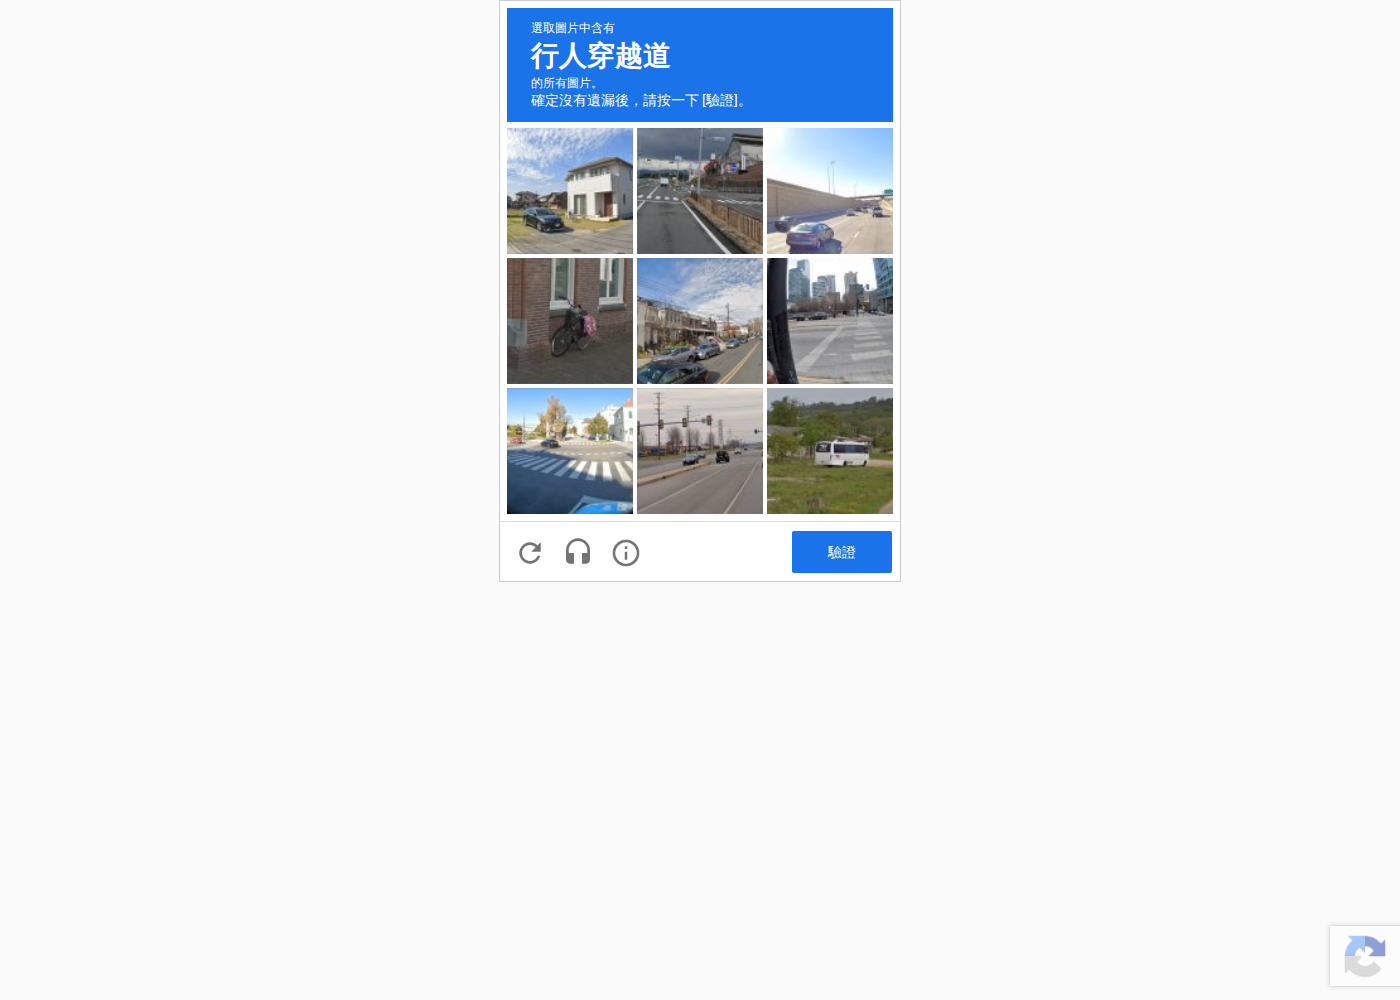 選取圖片中含有
行人穿越道
的所有圖片。
確定沒有遺漏後，請按一下 [驗證]。
驗證